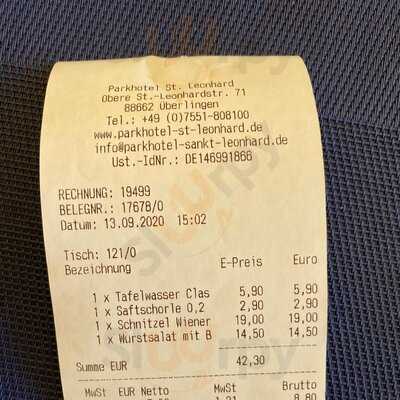 Parkhotel St. Leonhard
Obere St.-Leonhardstr. 71
88662 Überlingen
Tel.: +49 (0)7551-808100
www.parkhotel-st-leonhard.de
info@parkhotel-sankt-leonhard.de
Ust.-IdNr.: DE146991866
RECHNUNG: 19499
BELEGNR.: 17678/0
Datum: 13.09.2020 15:02
Tisch: 121/0
Bezeichnung E-Preis Euro
1 x Tafelwasser Clas 5,90 5,90
1 x Saftschorle 0,2 2,90 2,90
1 x Schnitzel Wiener 19,00 19,00
1 x Wurstsalat mit B 14,50 14,50
Summe EUR 42,30
MwSt EUR Netto MwSt Brutto
8,80